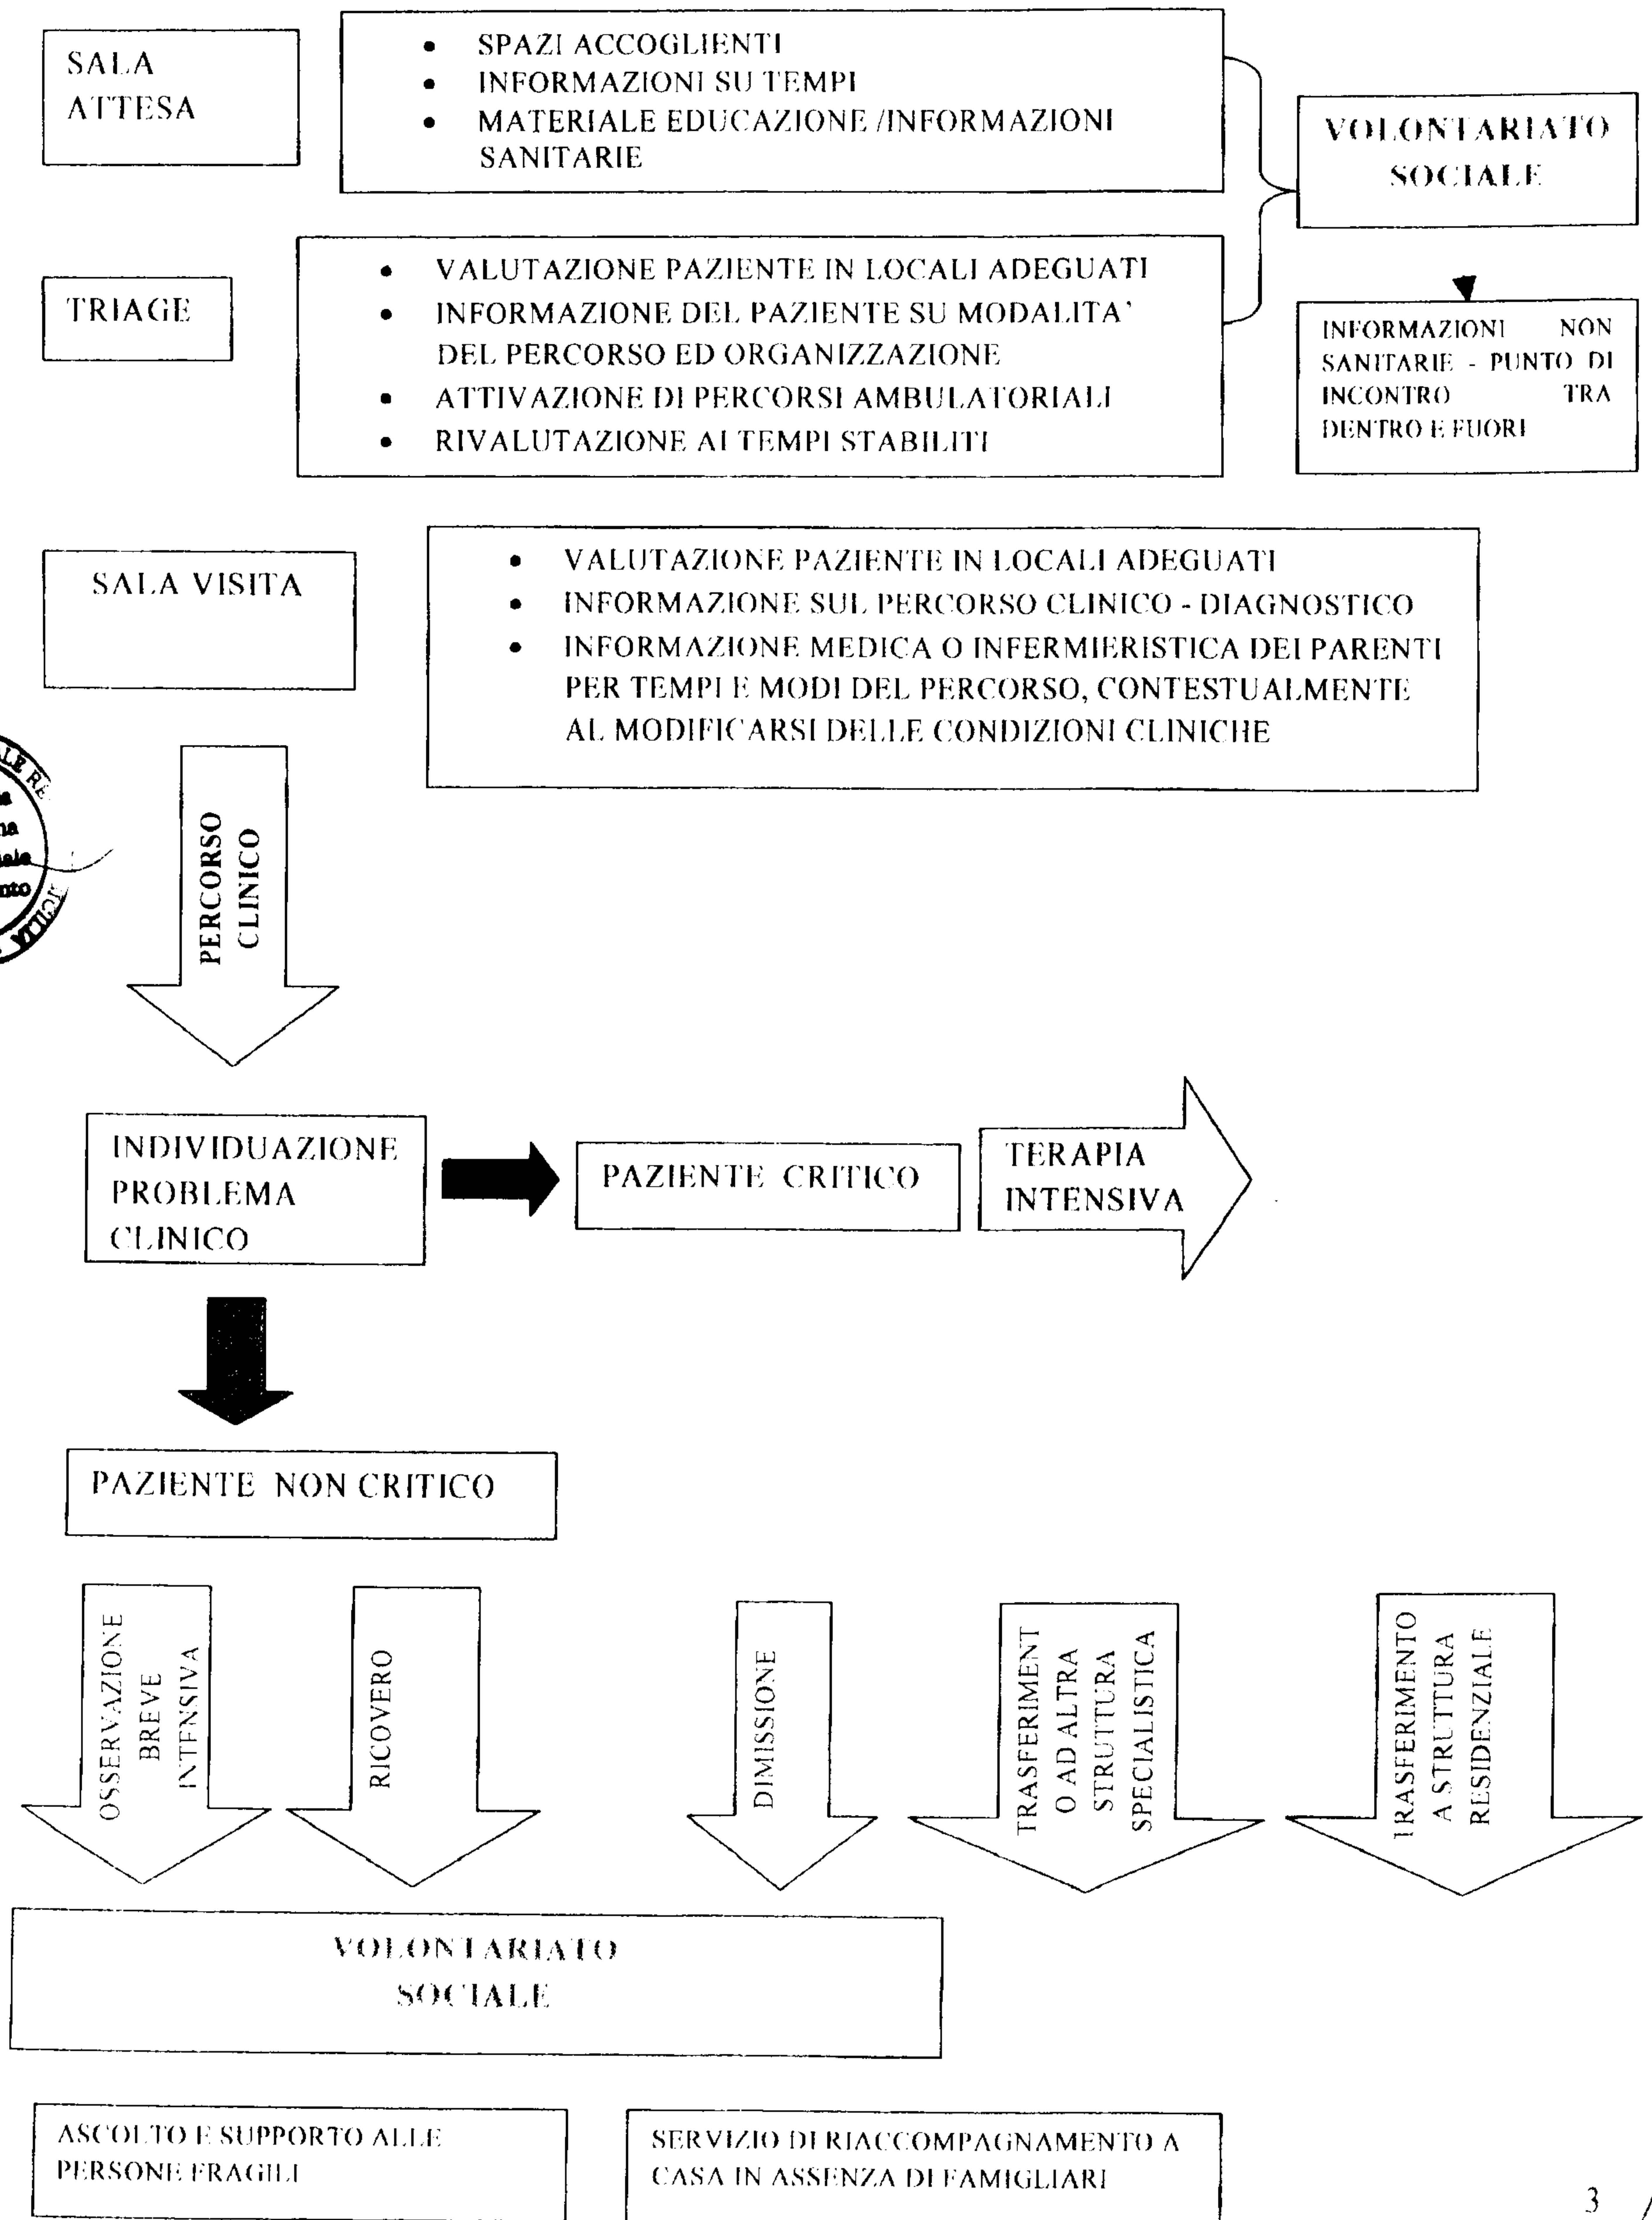 SALA
ATTESA
• SPAZI ACCOGLIENTI
• INFORMAZIONI SU TEMPI
• MATERIALE EDUCAZIONE /INFORMAZIONI
SANITARIE
VOLONTARIATO
SOCIALE
TRIAGE
• VALUTAZIONE PAZIENTE IN LOCALI ADEGUATI
• INFORMAZIONE DEL PAZIENTE SU MODALITA'
DEL PERCORSO ED ORGANIZZAZIONE
• ATTIVAZIONE DI PERCORSI AMBULATORIALI
• RIVALUTAZIONE AI TEMPI STABILITI
INFORMAZIONI NON
SANITARIE - PUNTO DI
INCONTRO TRA
DENTRO E FUORI
SALA VISITA
• VALUTAZIONE PAZIENTE IN LOCALI ADEGUATI
• INFORMAZIONE SUL PERCORSO CLINICO - DIAGNOSTICO
• INFORMAZIONE MEDICA O INFERMIERISTICA DEI PARENTI
PER TEMPI E MODI DEL PERCORSO, CONTESTUALMENTE
AL MODIFICARSI DELLE CONDIZIONI CLINICHE
PERCORSO
CLINICO
INDIVIDUAZIONE
PROBLEMA
CLINICO
PAZIENTE CRITICO
TERAPIA
INTENSIVA
PAZIENTE NON CRITICO
OSSERVAZIONE
BREVE
INTENSIVA
RICOVERO
DIMISSIONE
TRASFERIMENT
O AD ALTRA
STRUTTURA
SPECIALISTICA
TRASFERIMENTO
A STRUTTURA
RESIDENZIALE
VOLONTARIATO
SOCIALE
ASCOLTO E SUPPORTO ALLE
PERSONE FRAGILI
SERVIZIO DI RIACCOMPAGNAMENTO A
CASA IN ASSENZA DI FAMIGLIARI
3